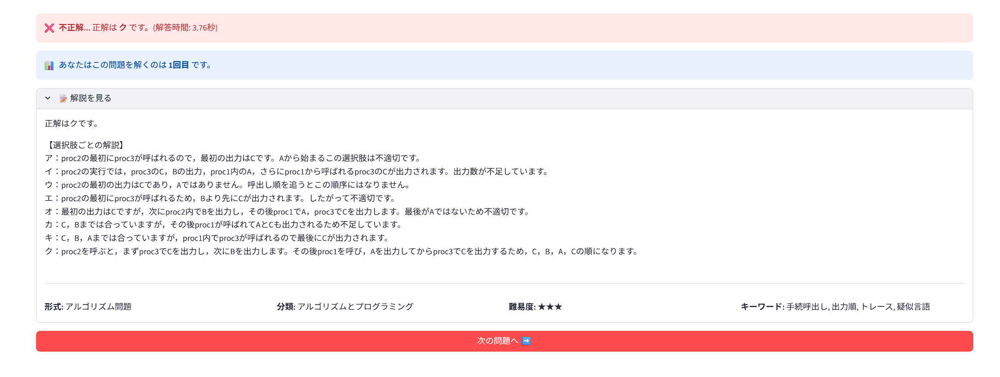 ❌ 不正解... 正解は ク です。(解答時間: 3.76秒)
📊 あなたはこの問題を解くのは 1回目 です。
📝 解説を見る
正解はクです。
【選択肢ごとの解説】
ア：proc2の最初にproc3が呼ばれるので，最初の出力はCです。Aから始まるこの選択肢は不適切です。
イ：proc2の実行では，proc3のC，Bの出力，proc1内のA，さらにproc1から呼ばれるproc3のCが出力されます。出力数が不足しています。
ウ：proc2の最初の出力はCであり，Aではありません。呼出し順を追うとこの順序にはなりません。
エ：proc2の最初にproc3が呼ばれるため，Bより先にCが出力されます。したがって不適切です。
オ：最初の出力はCですが，次にproc2内でBを出力し，その後proc1でA，proc3でCを出力します。最後がAではないため不適切です。
カ：C，Bまでは合っていますが，その後proc1が呼ばれてAとCも出力されるため不足しています。
キ：C，B，Aまでは合っていますが，proc1内でproc3が呼ばれるので最後にCが出力されます。
ク：proc2を呼ぶと，まずproc3でCを出力し，次にBを出力します。その後proc1を呼び，Aを出力してからproc3でCを出力するため，C，B，A，Cの順になります。
形式: アルゴリズム問題
分類: アルゴリズムとプログラミング
難易度: ★★★
キーワード: 手続呼出し, 出力順, トレース, 疑似言語
次の問題へ ➡️